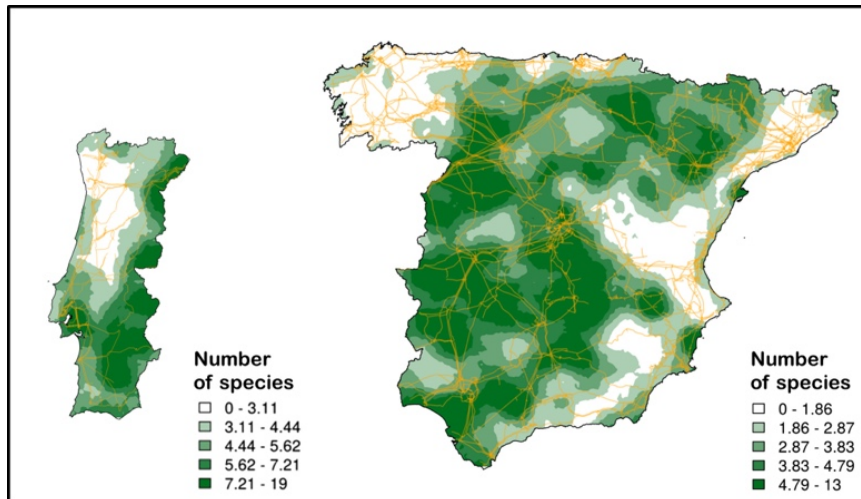 Number
of species
0 - 3.11
3.11 - 4.44
4.44 - 5.62
5.62 - 7.21
7.21 - 19
Number
of species
0 - 1.86
1.86 - 2.87
2.87 - 3.83
3.83 - 4.79
4.79 - 13